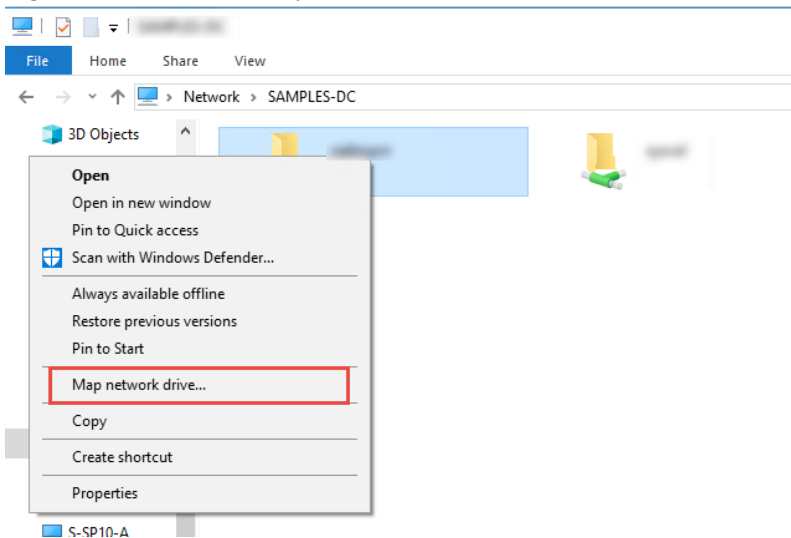 File Home Share View
Network > SAMPLES-DC
3D Objects
Open
Open in new window
Pin to Quick access
Scan with Windows Defender...
Always available offline
Restore previous versions
Pin to Start
Map network drive...
Copy
Create shortcut
Properties
S-SP10-A